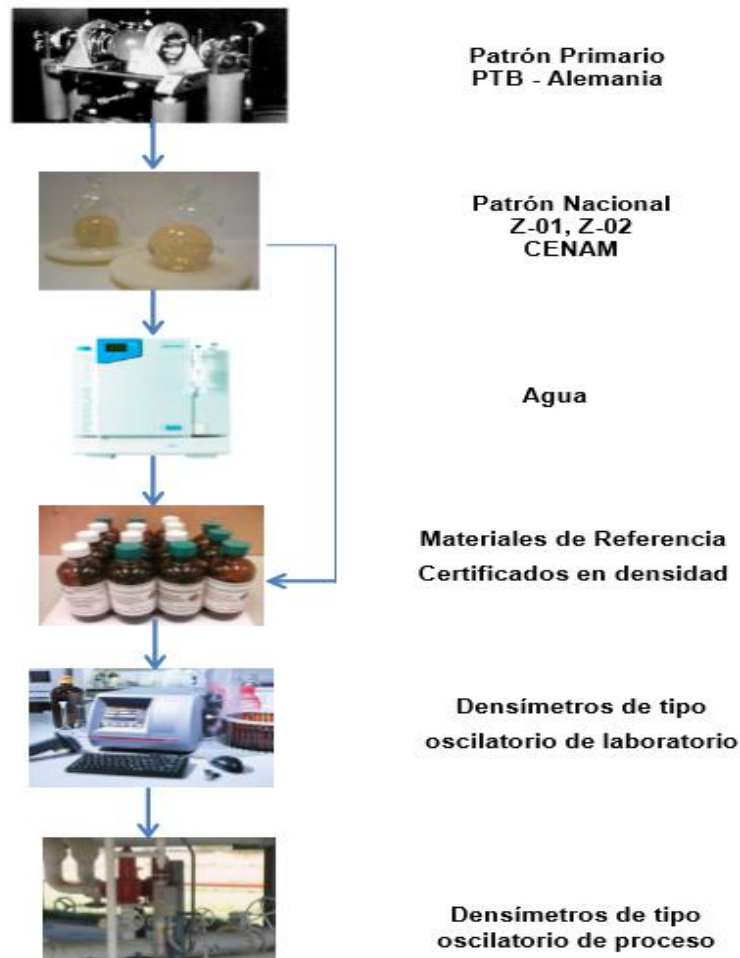 Patrón Primario
PTB - Alemania
Patrón Nacional
Z-01, Z-02
CENAM
Agua
Materiales de Referencia
Certificados en densidad
Densímetros de tipo
oscilatorio de laboratorio
Densímetros de tipo
oscilatorio de proceso